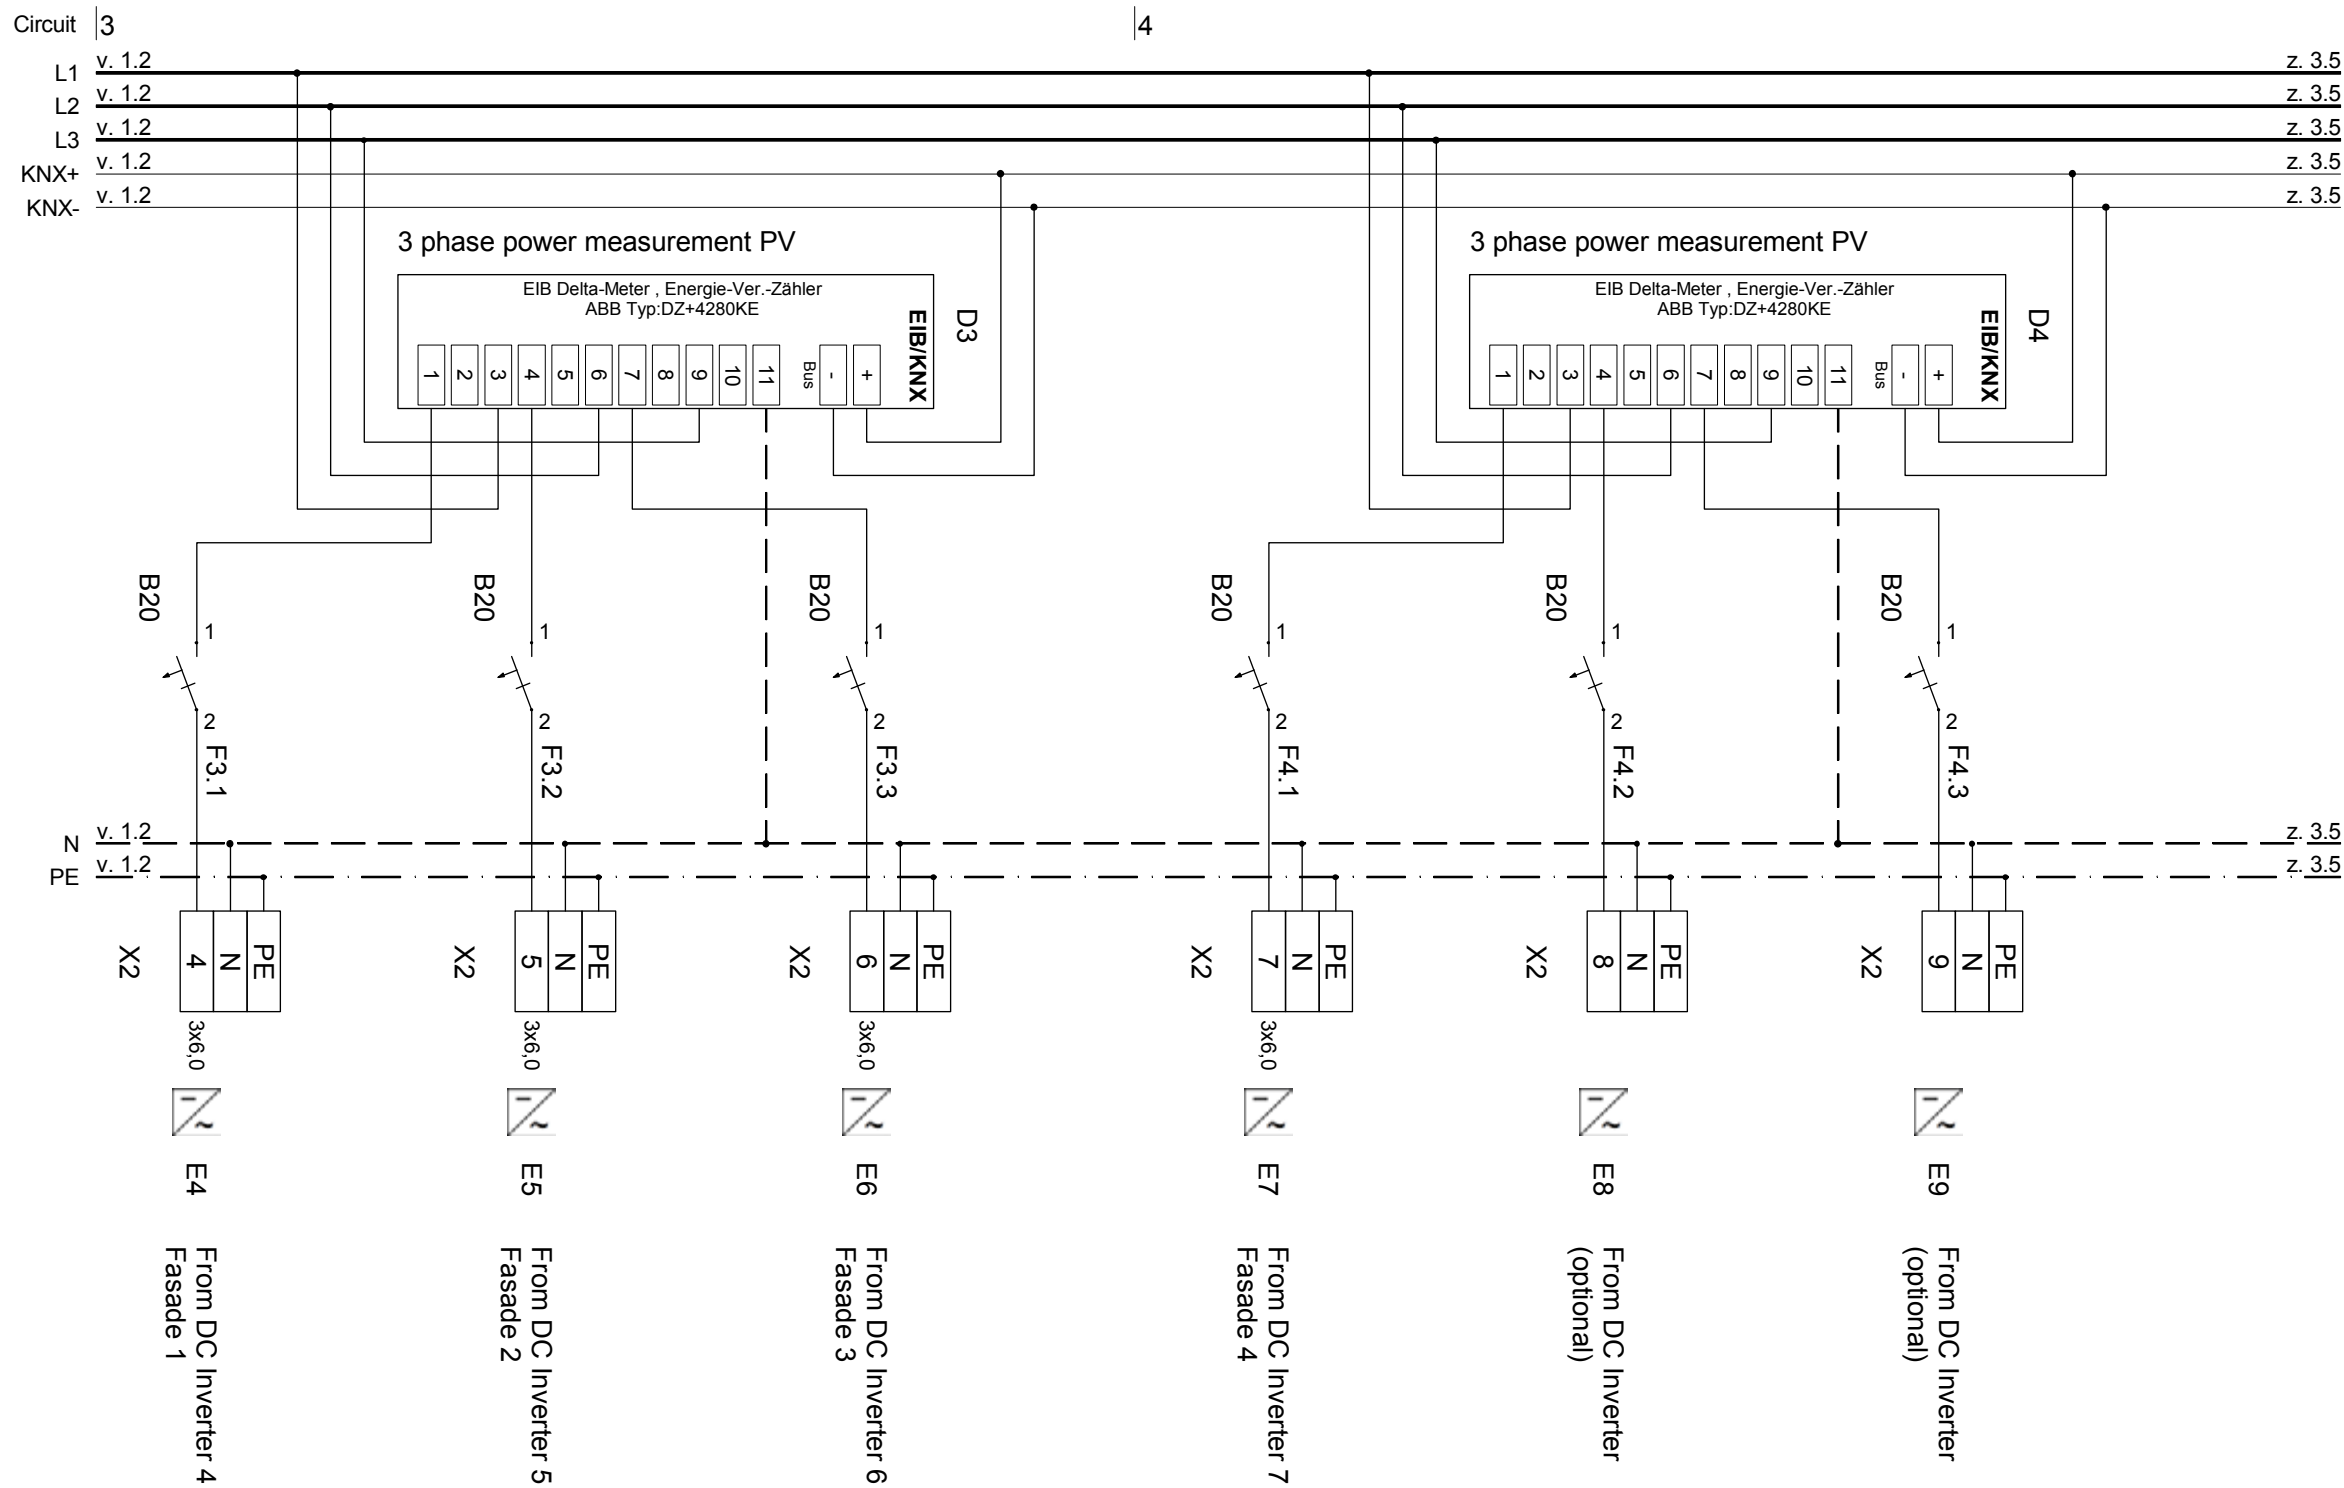 Circuit 3 4
L1 v. 1.2 z. 3.5
L2 v. 1.2 z. 3.5
L3 v. 1.2 z. 3.5
KNX+ v. 1.2 z. 3.5
KNX- v. 1.2 z. 3.5
3 phase power measurement PV
EIB Delta-Meter , Energie-Ver.-Zähler
ABB Typ:DZ+4280KE
EIB/KNX
D3
1 2 3 4 5 6 7 8 9 10 11 Bus - +
3 phase power measurement PV
EIB Delta-Meter , Energie-Ver.-Zähler
ABB Typ:DZ+4280KE
EIB/KNX
D4
1 2 3 4 5 6 7 8 9 10 11 Bus - +
B20 B20 B20 B20 B20 B20
1 1 1 1 1 1
2 2 2 2 2 2
F3.1 F3.2 F3.3 F4.1 F4.2 F4.3
N v. 1.2 z. 3.5
PE v. 1.2 z. 3.5
X2 4 N PE X2 5 N PE X2 6 N PE X2 7 N PE X2 8 N PE X2 9 N PE
3x6,0 3x6,0 3x6,0 3x6,0
- ~ - ~ - ~ - ~ - ~ - ~
E4 E5 E6 E7 E8 E9
From DC Inverter 4
Fasade 1
From DC Inverter 5
Fasade 2
From DC Inverter 6
Fasade 3
From DC Inverter 7
Fasade 4
From DC Inverter
(optional)
From DC Inverter
(optional)